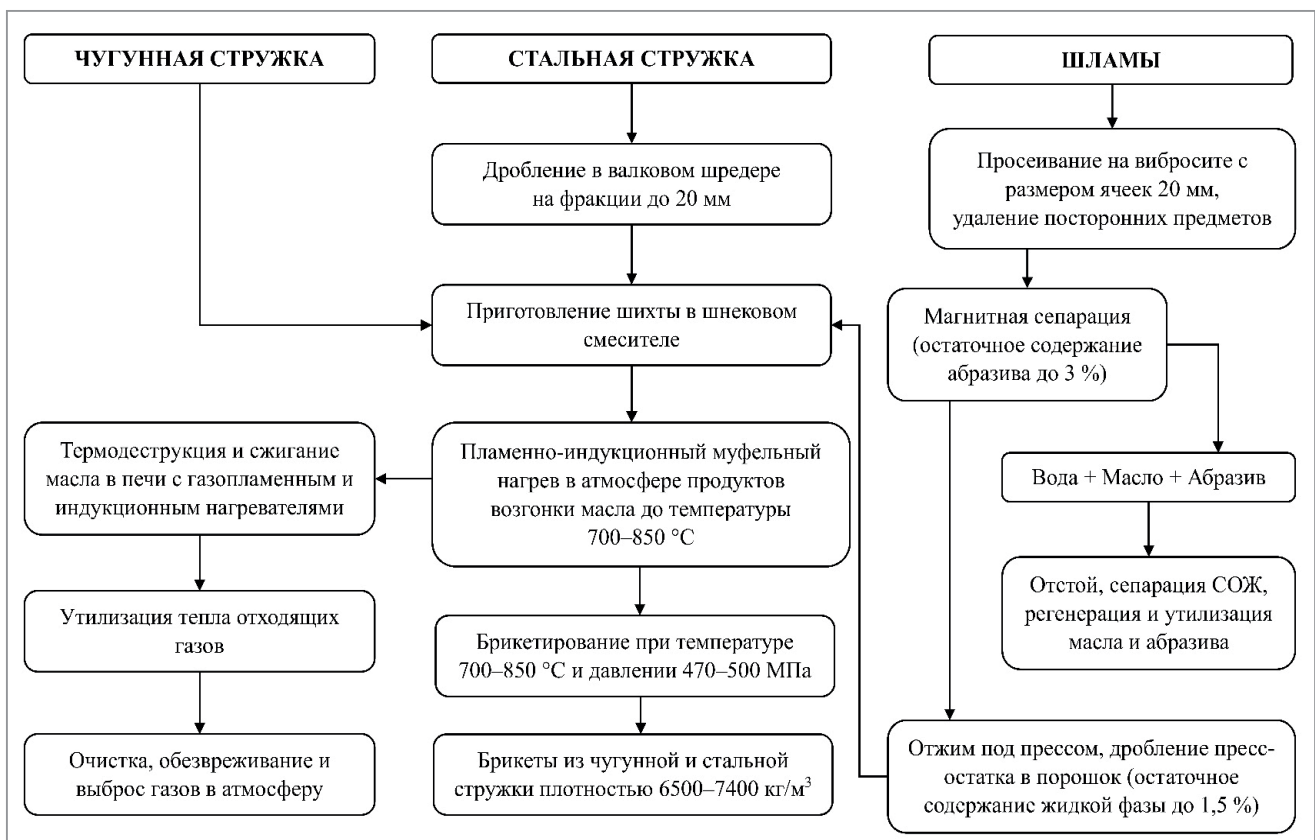 ЧУГУННАЯ СТРУЖКА
СТАЛЬНАЯ СТРУЖКА
ШЛАМЫ
Дробление в валковом шредере
на фракции до 20 мм
Просеивание на вибросите с
размером ячеек 20 мм,
удаление посторонних предметов
Приготовление шихты в шнековом
смесителе
Магнитная сепарация
(остаточное содержание
абразива до 3 %)
Термодеструкция и сжигание
масла в печи с газопламенным и
индукционным нагревателями
Пламенно-индукционный муфельный
нагрев в атмосфере продуктов
возгонки масла до температуры
700–850 °С
Вода + Масло + Абразив
Утилизация тепла отходящих
газов
Брикетирование при температуре
700–850 °С и давлении 470–500 МПа
Отстой, сепарация СОЖ,
регенерация и утилизация
масла и абразива
Очистка, обезвреживание и
выброс газов в атмосферу
Брикеты из чугунной и стальной
стружки плотностью 6500–7400 кг/м³
Отжим под прессом, дробление пресс-
остатка в порошок (остаточное
содержание жидкой фазы до 1,5 %)